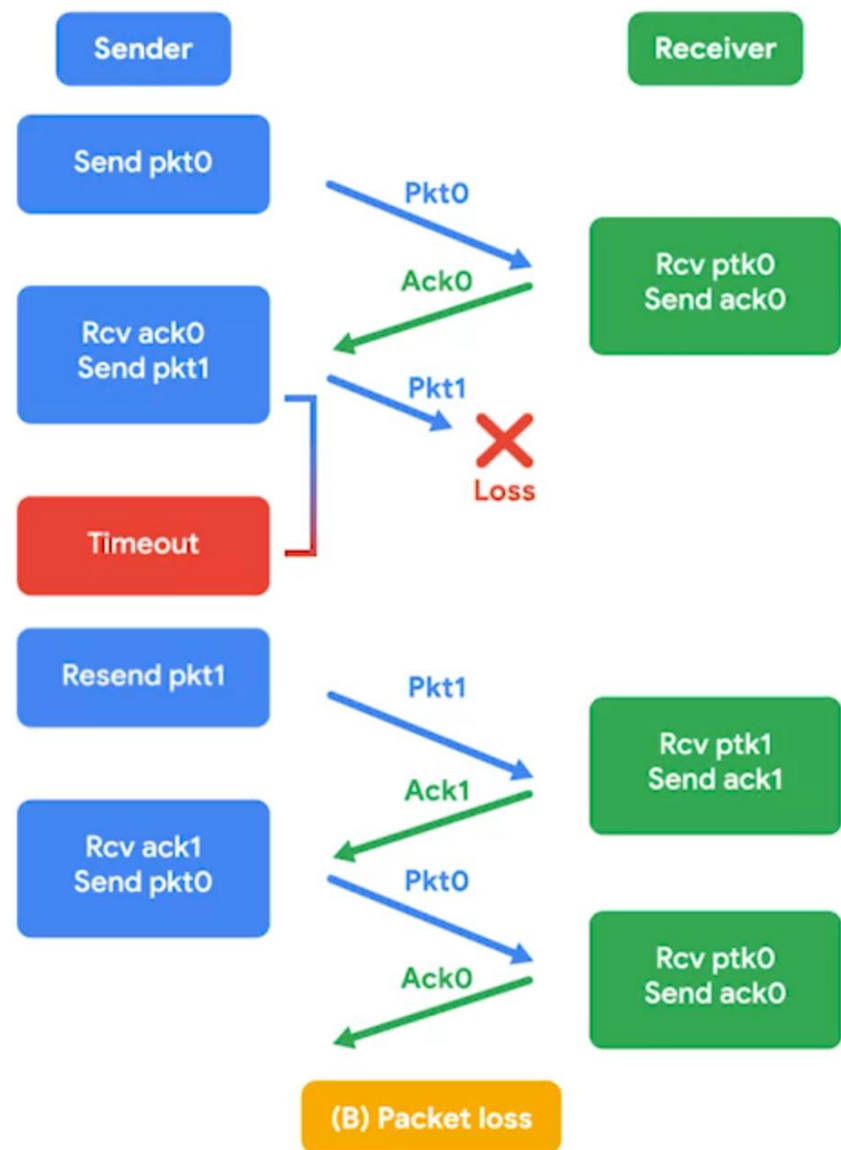 Sender
Receiver
Send pkt0
Pkt0
Rcv ptk0
Send ack0
Ack0
Rcv ack0
Send pkt1
Pkt1
Loss
Timeout
Resend pkt1
Pkt1
Rcv ptk1
Send ack1
Ack1
Rcv ack1
Send pkt0
Pkt0
Rcv ptk0
Send ack0
Ack0
(B) Packet loss